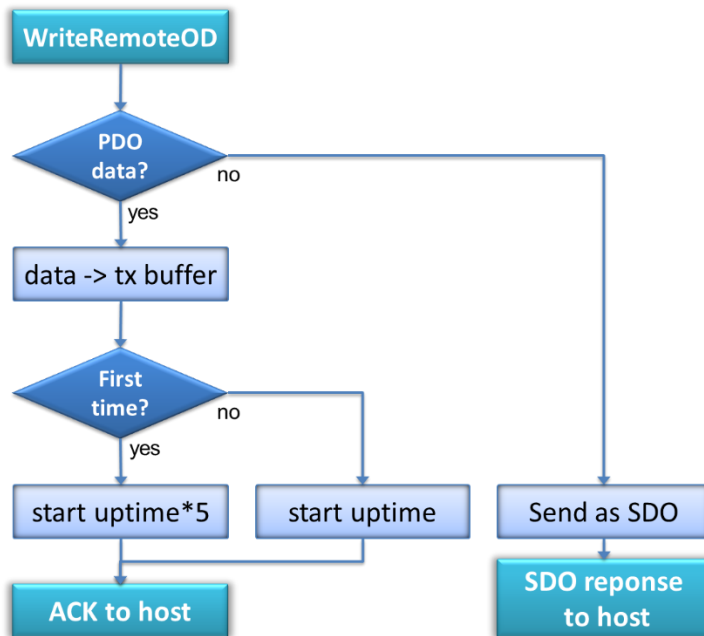 WriteRemoteOD
PDO
data?
no
yes
data -> tx buffer
First
time?
no
yes
start uptime*5
start uptime
Send as SDO
ACK to host
SDO reponse
to host